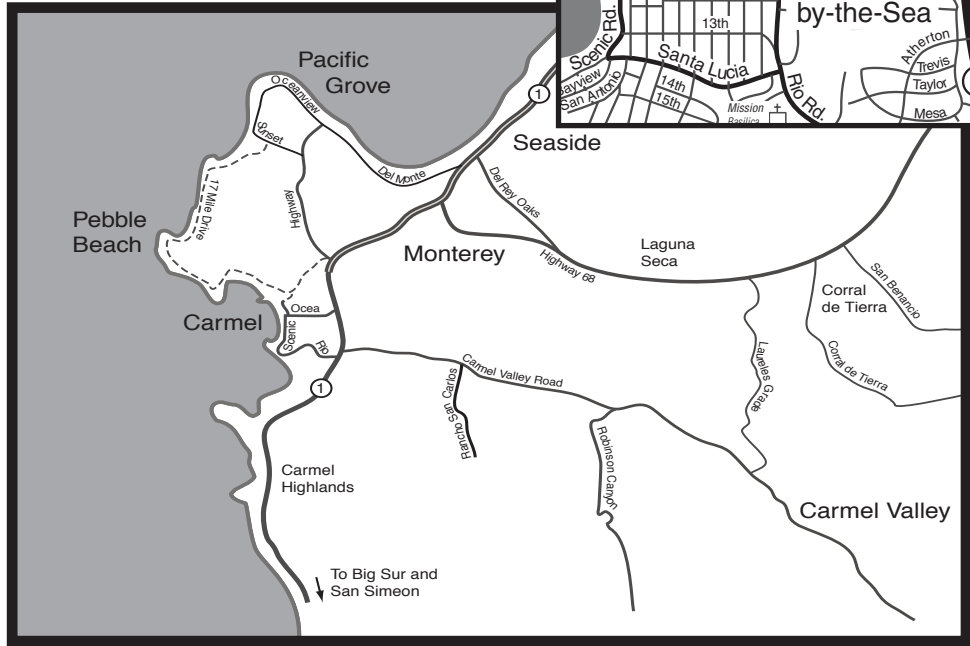 by-the-Sea
13th
Scenic Rd.
Santa Lucia
Atherton
Trevis
Taylor
Mesa
San Antonio
14th
15th
Mission
Rio Rd.
1
Pacific
Grove
Oceanview
Sunset
Del Monte
Seaside
Del Rey Oaks
17 Mile Drive
Highway
Pebble
Beach
Monterey
Highway 68
Laguna
Seca
Corral
de Tierra
San Benancio
Carmel
Ocea
Scenic
Rio
Corral de Tierra
Laureles Grade
Carmel Valley Road
Rancho San Carlos
1
Robinson Canyon
Carmel
Highlands
Carmel Valley
To Big Sur and
San Simeon